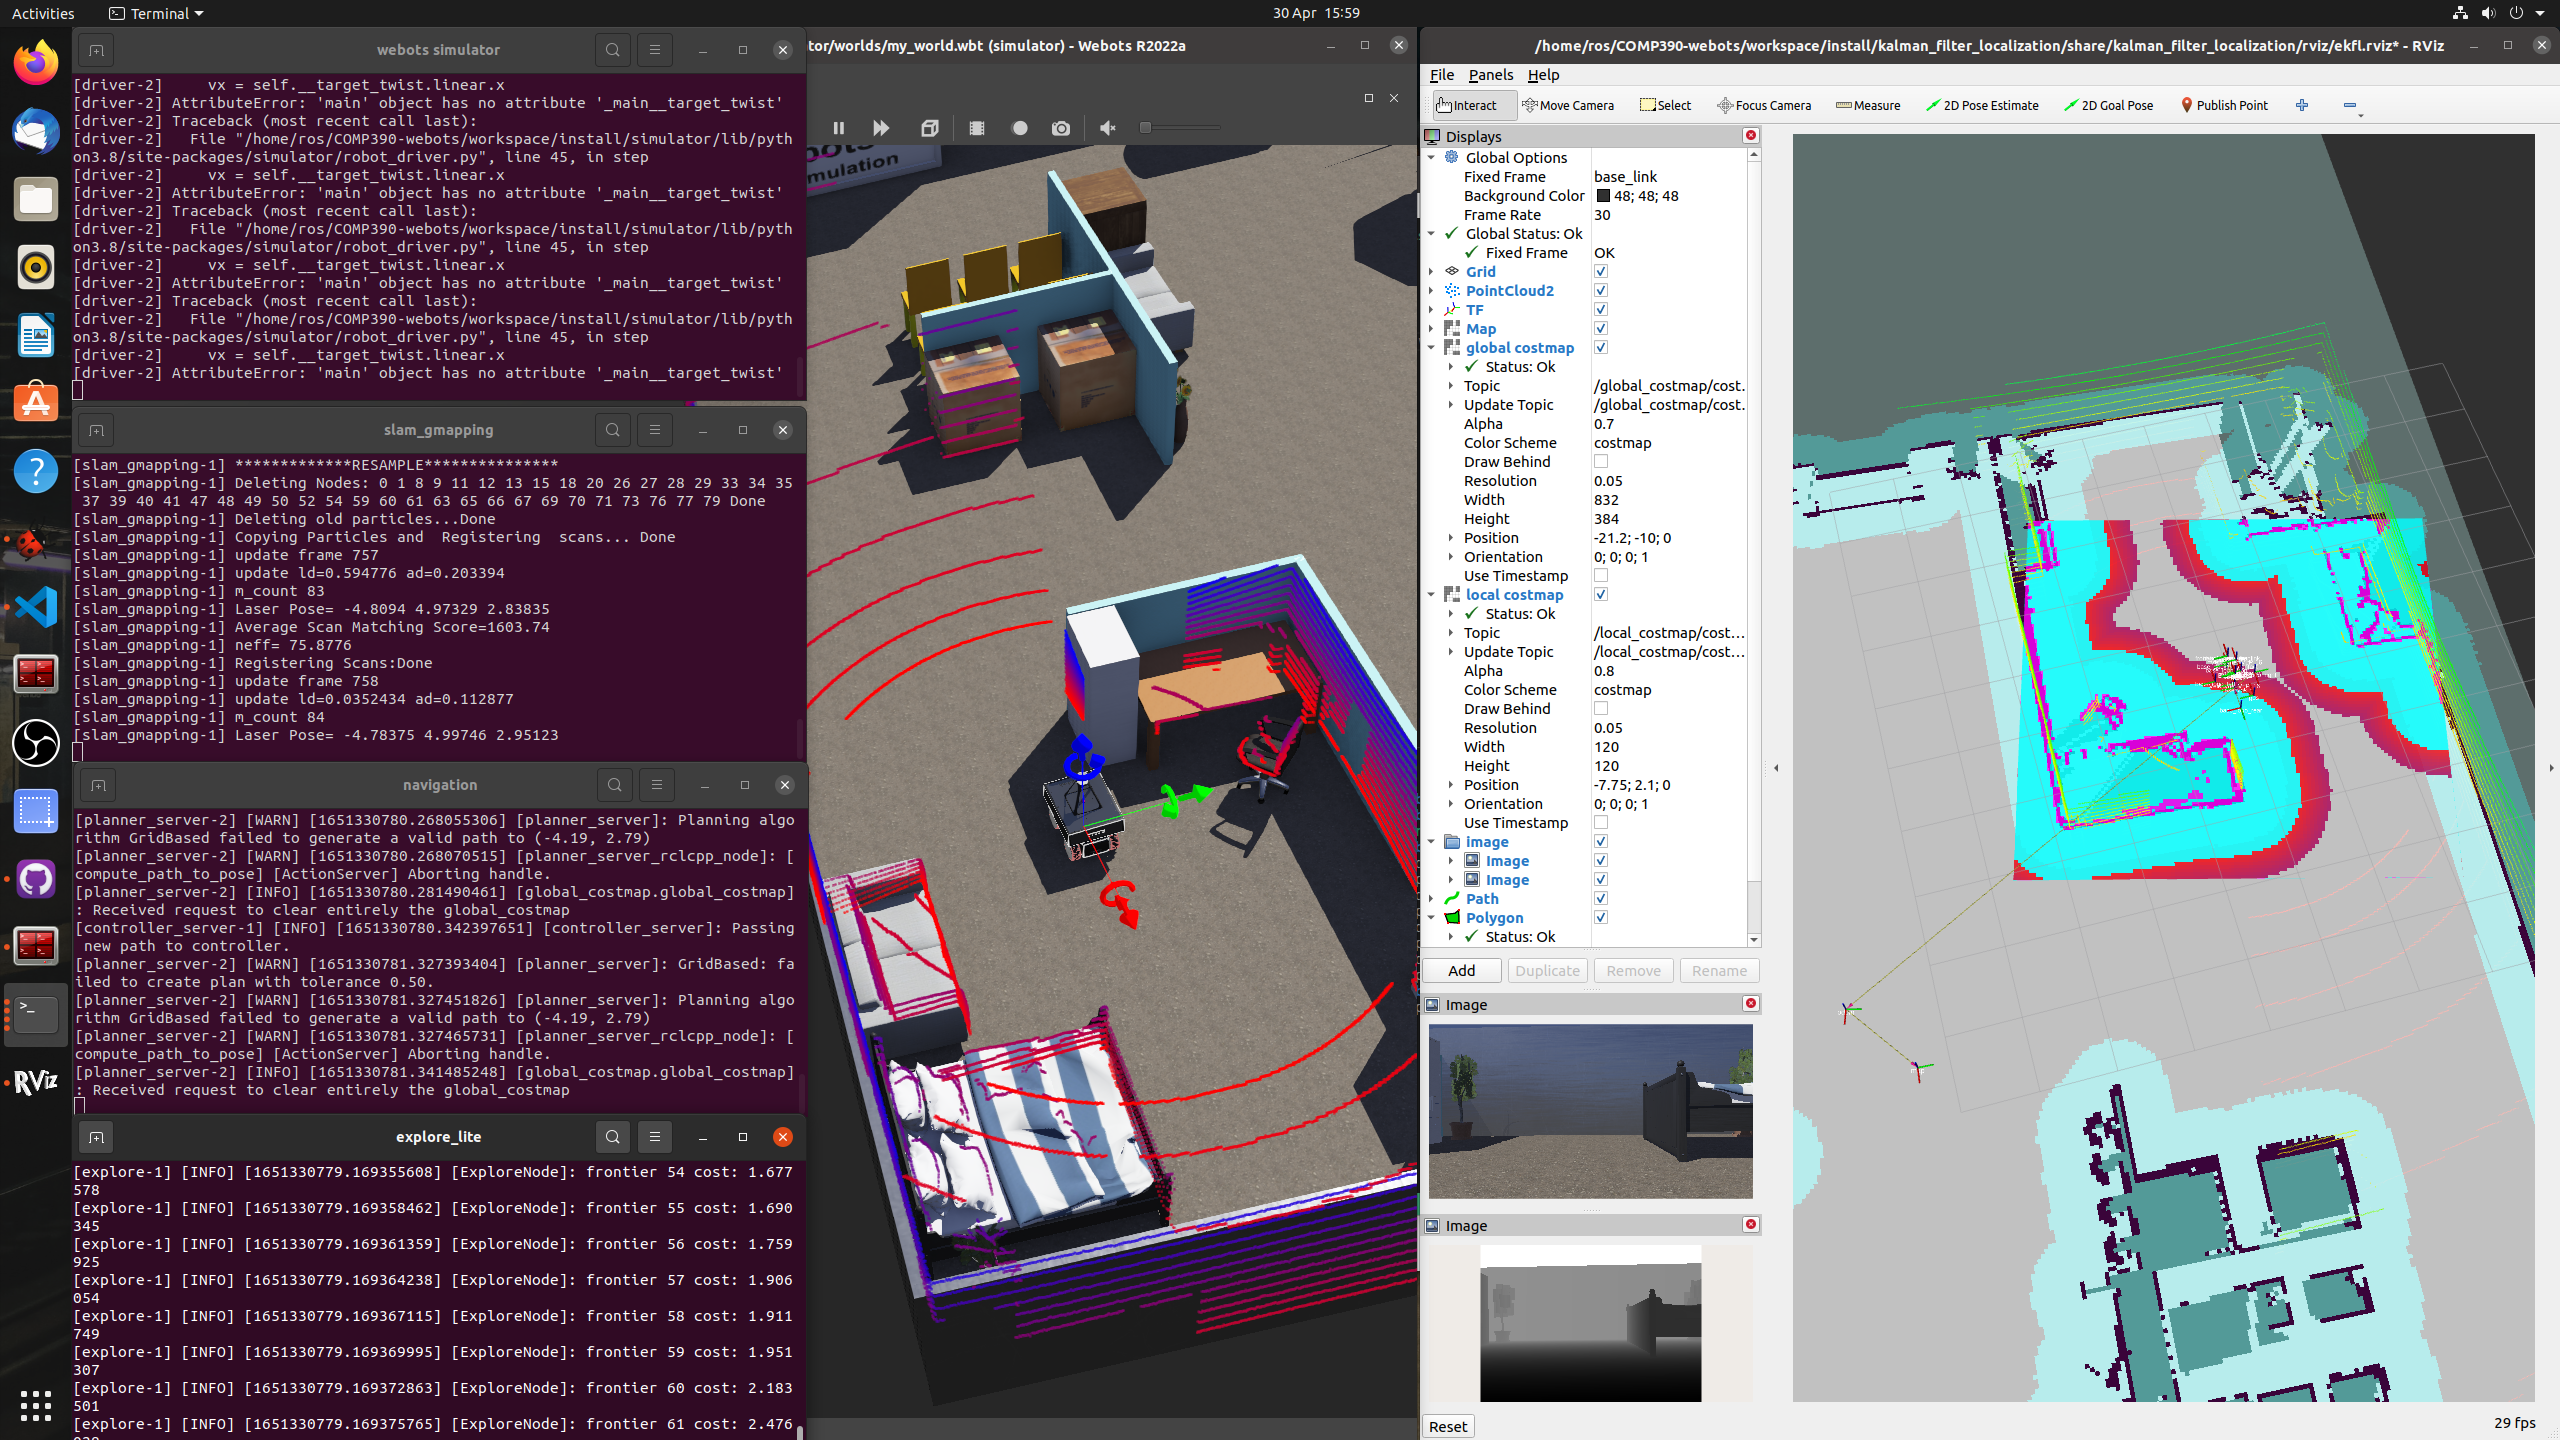 Activities
Terminal
30 Apr 15:59
webots simulator
[driver-2]     vx = self.__target_twist.linear.x
[driver-2] AttributeError: 'main' object has no attribute '_main__target_twist'
[driver-2] Traceback (most recent call last):
[driver-2]   File "/home/ros/COMP390-webots/workspace/install/simulator/lib/pyth
on3.8/site-packages/simulator/robot_driver.py", line 45, in step
[driver-2]     vx = self.__target_twist.linear.x
[driver-2] AttributeError: 'main' object has no attribute '_main__target_twist'
[driver-2] Traceback (most recent call last):
[driver-2]   File "/home/ros/COMP390-webots/workspace/install/simulator/lib/pyth
on3.8/site-packages/simulator/robot_driver.py", line 45, in step
[driver-2]     vx = self.__target_twist.linear.x
[driver-2] AttributeError: 'main' object has no attribute '_main__target_twist'
[driver-2] Traceback (most recent call last):
[driver-2]   File "/home/ros/COMP390-webots/workspace/install/simulator/lib/pyth
on3.8/site-packages/simulator/robot_driver.py", line 45, in step
[driver-2]     vx = self.__target_twist.linear.x
[driver-2] AttributeError: 'main' object has no attribute '_main__target_twist'
slam_gmapping
[slam_gmapping-1] *************RESAMPLE***************
[slam_gmapping-1] Deleting Nodes: 0 1 8 9 11 12 13 15 18 20 26 27 28 29 33 34 35
 37 39 40 41 47 48 49 50 52 54 59 60 61 63 65 66 67 69 70 71 73 76 77 79 Done
[slam_gmapping-1] Deleting old particles...Done
[slam_gmapping-1] Copying Particles and  Registering  scans... Done
[slam_gmapping-1] update frame 757
[slam_gmapping-1] update ld=0.594776 ad=0.203394
[slam_gmapping-1] m_count 83
[slam_gmapping-1] Laser Pose= -4.8094 4.97329 2.83835
[slam_gmapping-1] Average Scan Matching Score=1603.74
[slam_gmapping-1] neff= 75.8776
[slam_gmapping-1] Registering Scans:Done
[slam_gmapping-1] update frame 758
[slam_gmapping-1] update ld=0.0352434 ad=0.112877
[slam_gmapping-1] m_count 84
[slam_gmapping-1] Laser Pose= -4.78375 4.99746 2.95123
navigation
[planner_server-2] [WARN] [1651330780.268055306] [planner_server]: Planning algo
rithm GridBased failed to generate a valid path to (-4.19, 2.79)
[planner_server-2] [WARN] [1651330780.268070515] [planner_server_rclcpp_node]: [
compute_path_to_pose] [ActionServer] Aborting handle.
[planner_server-2] [INFO] [1651330780.281490461] [global_costmap.global_costmap]
: Received request to clear entirely the global_costmap
[controller_server-1] [INFO] [1651330780.342397651] [controller_server]: Passing
 new path to controller.
[planner_server-2] [WARN] [1651330781.327393404] [planner_server]: GridBased: fa
iled to create plan with tolerance 0.50.
[planner_server-2] [WARN] [1651330781.327451826] [planner_server]: Planning algo
rithm GridBased failed to generate a valid path to (-4.19, 2.79)
[planner_server-2] [WARN] [1651330781.327465731] [planner_server_rclcpp_node]: [
compute_path_to_pose] [ActionServer] Aborting handle.
[planner_server-2] [INFO] [1651330781.341485248] [global_costmap.global_costmap]
: Received request to clear entirely the global_costmap
RViz
explore_lite
[explore-1] [INFO] [1651330779.169355608] [ExploreNode]: frontier 54 cost: 1.677
578
[explore-1] [INFO] [1651330779.169358462] [ExploreNode]: frontier 55 cost: 1.690
345
[explore-1] [INFO] [1651330779.169361359] [ExploreNode]: frontier 56 cost: 1.759
925
[explore-1] [INFO] [1651330779.169364238] [ExploreNode]: frontier 57 cost: 1.906
054
[explore-1] [INFO] [1651330779.169367115] [ExploreNode]: frontier 58 cost: 1.911
749
[explore-1] [INFO] [1651330779.169369995] [ExploreNode]: frontier 59 cost: 1.951
307
[explore-1] [INFO] [1651330779.169372863] [ExploreNode]: frontier 60 cost: 2.183
501
[explore-1] [INFO] [1651330779.169375765] [ExploreNode]: frontier 61 cost: 2.476
tor/worlds/my_world.wbt (simulator) - Webots R2022a
bots
mulation
/home/ros/COMP390-webots/workspace/install/kalman_filter_localization/share/kalman_filter_localization/rviz/ekfl.rviz* - RViz
File Panels Help
Interact Move Camera Select Focus Camera Measure 2D Pose Estimate 2D Goal Pose Publish Point
Displays
Global Options
Fixed Frame base_link
Background Color 48; 48; 48
Frame Rate 30
Global Status: Ok
Fixed Frame OK
Grid
PointCloud2
TF
Map
global costmap
Status: Ok
Topic /global_costmap/cost…
Update Topic /global_costmap/cost…
Alpha 0.7
Color Scheme costmap
Draw Behind
Resolution 0.05
Width 832
Height 384
Position -21.2; -10; 0
Orientation 0; 0; 0; 1
Use Timestamp
local costmap
Status: Ok
Topic /local_costmap/cost…
Update Topic /local_costmap/cost…
Alpha 0.8
Color Scheme costmap
Draw Behind
Resolution 0.05
Width 120
Height 120
Position -7.75; 2.1; 0
Orientation 0; 0; 0; 1
Use Timestamp
image
Image
Image
Path
Polygon
Status: Ok
Add Duplicate Remove Rename
Image
Image
Reset
29 fps